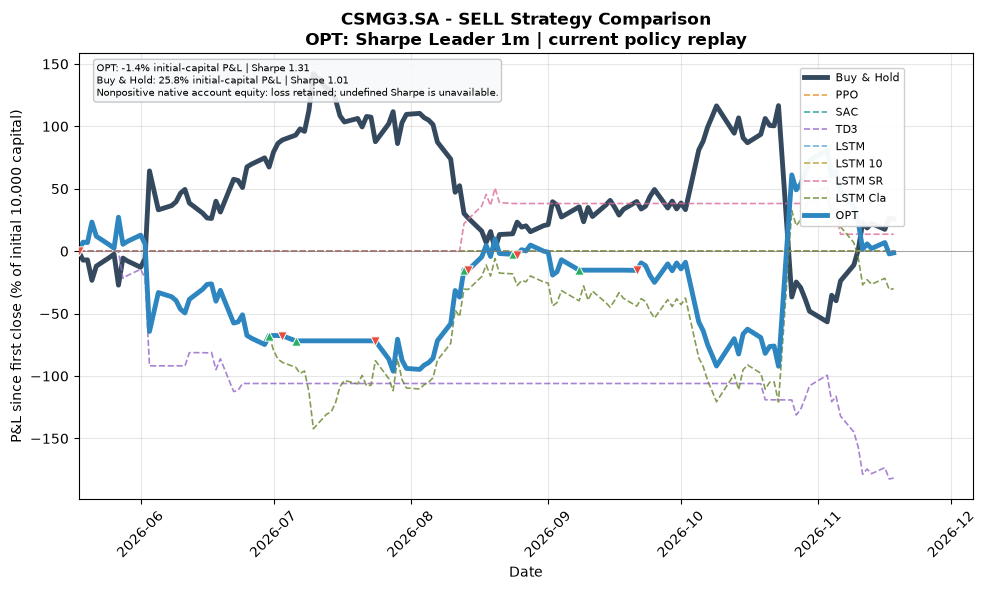 CSMG3.SA - SELL Strategy Comparison
OPT: Sharpe Leader 1m | current policy replay
OPT: -1.4% initial-capital P&L | Sharpe 1.31
Buy & Hold: 25.8% initial-capital P&L | Sharpe 1.01
Nonpositive native account equity: loss retained; undefined Sharpe is unavailable.
Buy & Hold
PPO
SAC
TD3
LSTM
LSTM 10
LSTM SR
LSTM Cla
OPT
P&L since first close (% of initial 10,000 capital)
150
100
50
0
−50
−100
−150
2026-06
2026-07
2026-08
2026-09
2026-10
2026-11
2026-12
Date